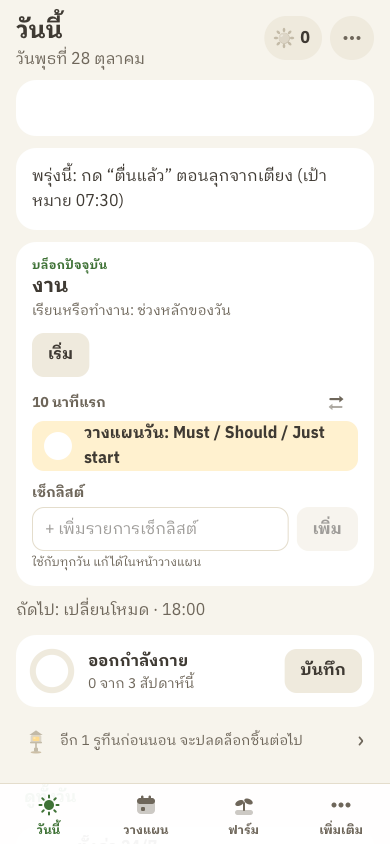 วันนี้
วันพุธที่ 28 ตุลาคม
0
พรุ่งนี้: กด “ตื่นแล้ว” ตอนลุกจากเตียง (เป้า
หมาย 07:30)
บล็อกปัจจุบัน
งาน
เรียนหรือทำงาน: ช่วงหลักของวัน
เริ่ม
10 นาทีแรก
วางแผนวัน: Must / Should / Just
start
เช็กลิสต์
+ เพิ่มรายการเช็กลิสต์
เพิ่ม
ใช้กับทุกวัน แก้ได้ในหน้าวางแผน
ถัดไป: เปลี่ยนโหมด · 18:00
ออกกำลังกาย
0 จาก 3 สัปดาห์นี้
บันทึก
อีก 1 รูทีนก่อนนอน จะปลดล็อกชิ้นต่อไป
วันนี้
วางแผน
ฟาร์ม
เพิ่มเติม